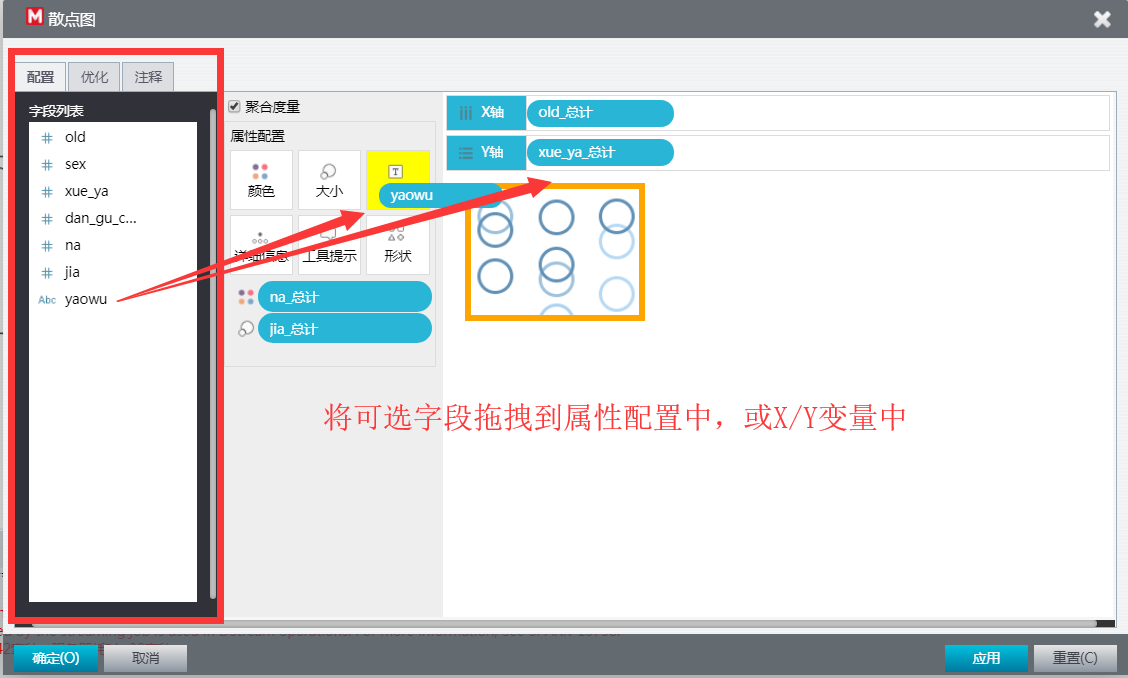 M 散点图
配置 优化 注释
字段列表
# old
# sex
# xue_ya
# dan_gu_c...
# na
# jia
Abc yaowu
聚合度量
属性配置
颜色 大小 T
yaowu
详细信息 工具提示 形状
na_总计
jia_总计
X轴 old_总计
Y轴 xue_ya_总计
将可选字段拖拽到属性配置中，或X/Y变量中
确定(O) 取消 应用 重置(C)